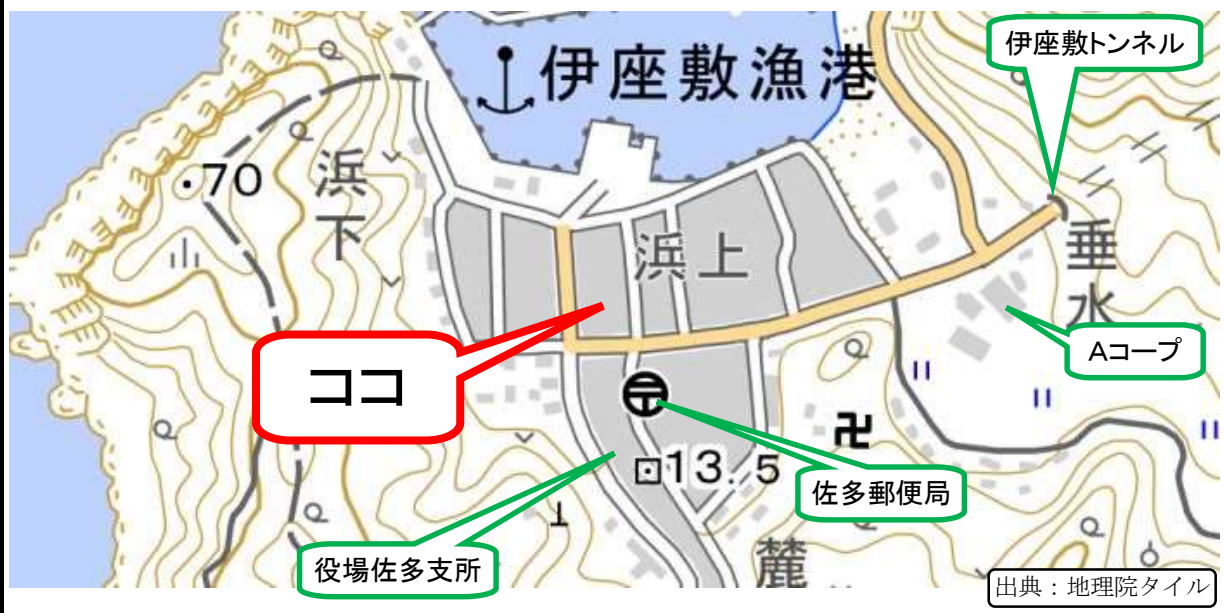 伊座敷トンネル
伊座敷漁港
70
浜下
浜上
垂水
Aコープ
ココ
13.5
佐多郵便局
役場佐多支所
麓
出典：地理院タイル